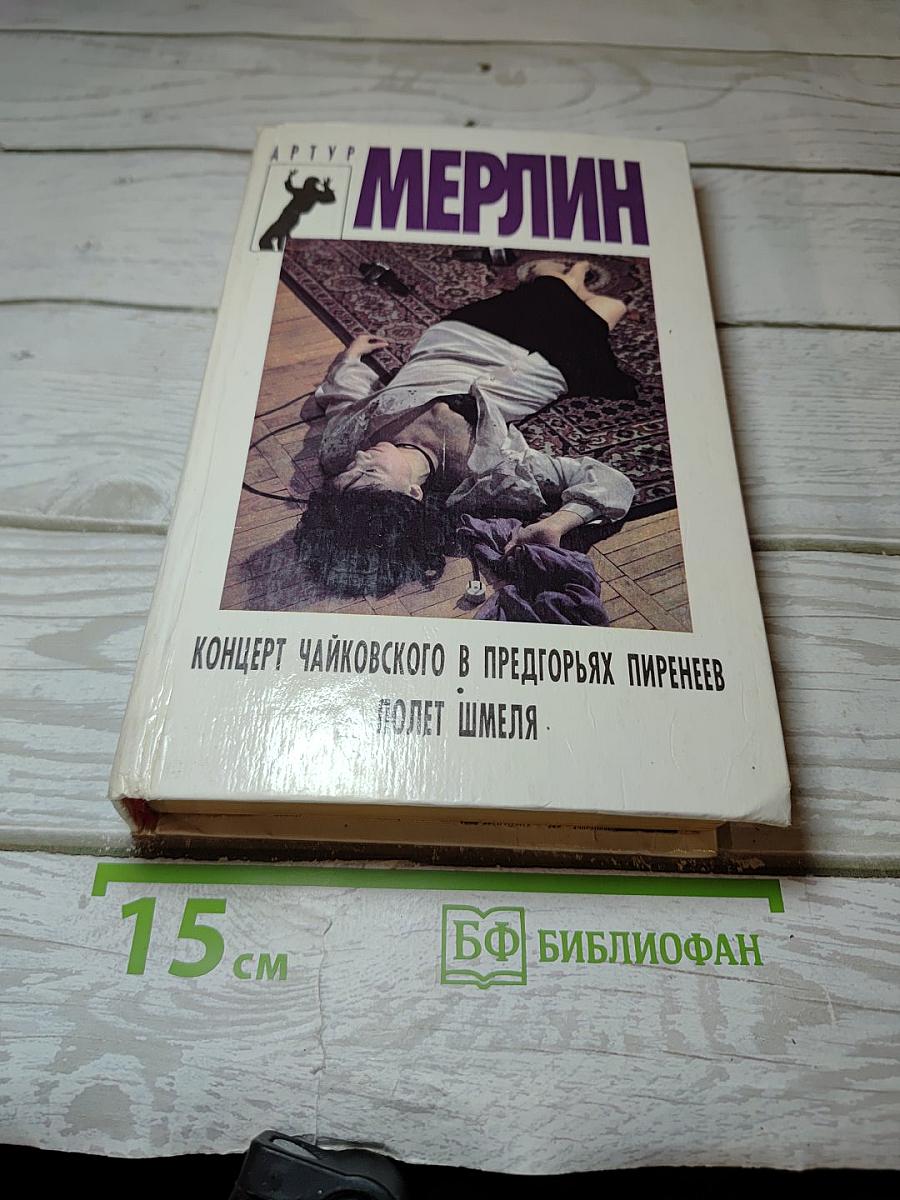 АРТУР
МЕРЛИН
КОНЦЕРТ ЧАЙКОВСКОГО В ПРЕДГОРЬЯХ ПИРЕНЕЕВ
ПОЛЕТ ШМЕЛЯ
15 см
БФ БИБЛИОФАН